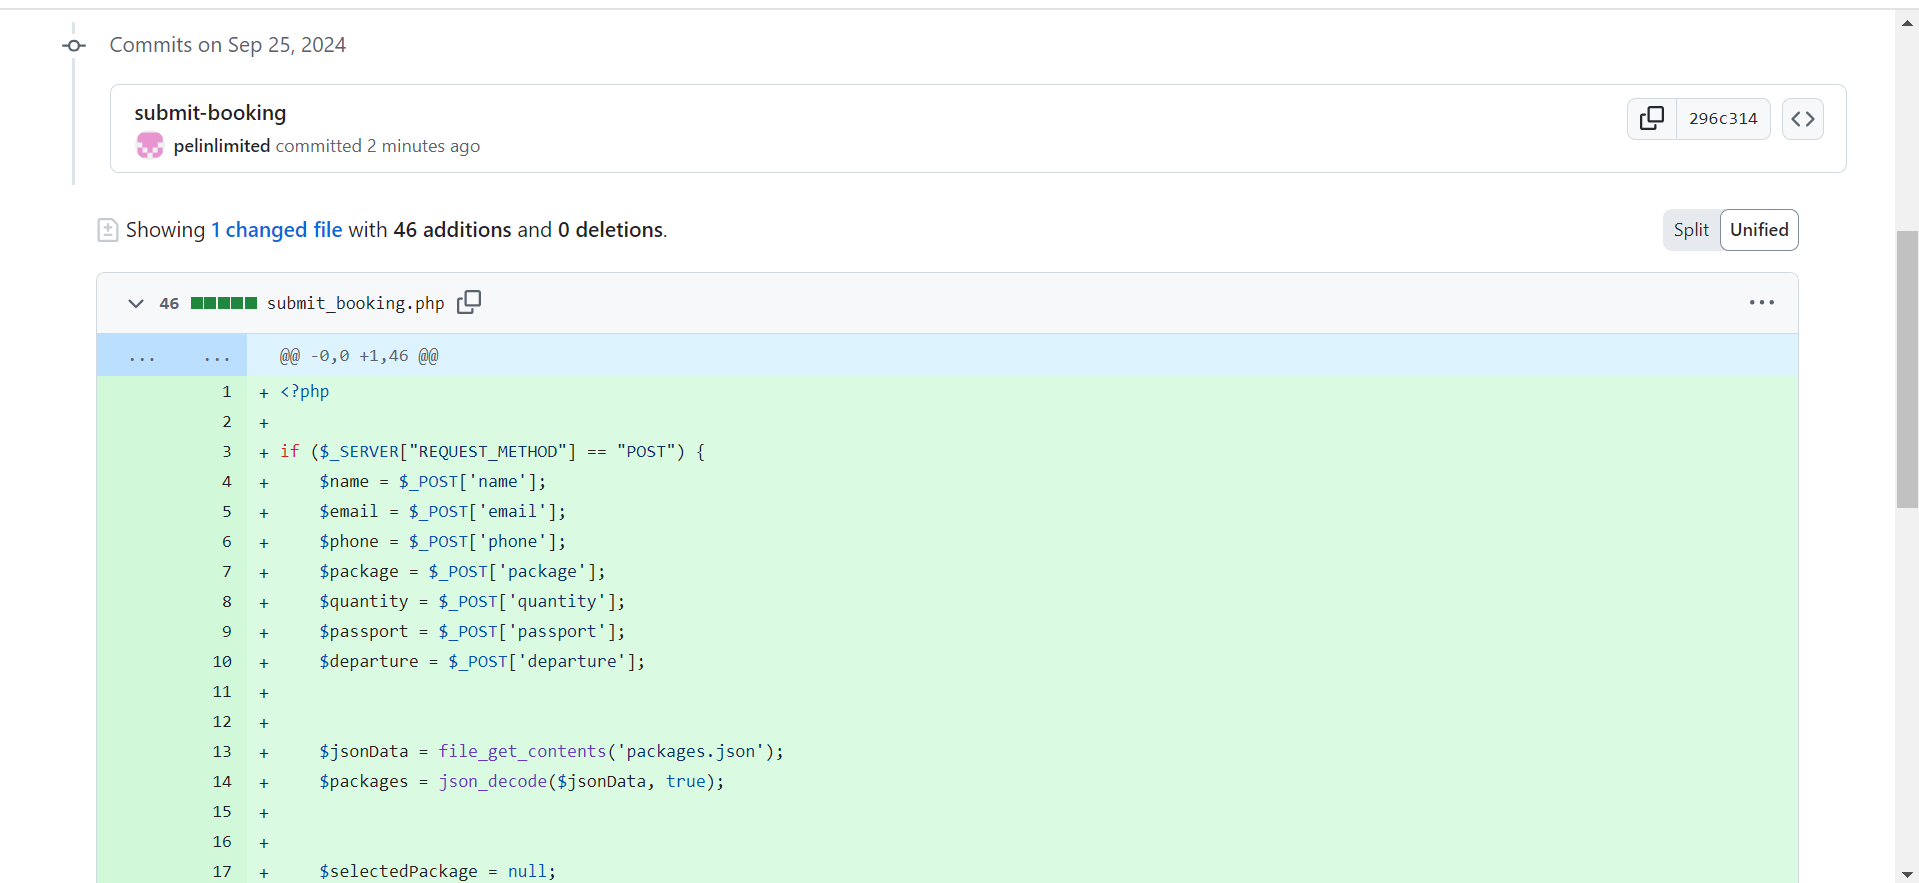 Commits on Sep 25, 2024
submit-booking
296c314
pelinlimited committed 2 minutes ago
Showing 1 changed file with 46 additions and 0 deletions.
Split Unified
46 submit_booking.php
... ... @@ -0,0 +1,46 @@
1 + <?php
2 +
3 + if ($_SERVER["REQUEST_METHOD"] == "POST") {
4 + $name = $_POST['name'];
5 + $email = $_POST['email'];
6 + $phone = $_POST['phone'];
7 + $package = $_POST['package'];
8 + $quantity = $_POST['quantity'];
9 + $passport = $_POST['passport'];
10 + $departure = $_POST['departure'];
11 +
12 +
13 + $jsonData = file_get_contents('packages.json');
14 + $packages = json_decode($jsonData, true);
15 +
16 +
17 + $selectedPackage = null;